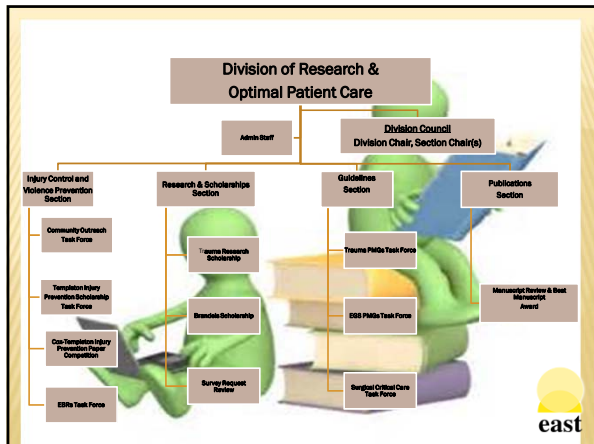 Division of Research &
Optimal Patient Care
Admin Staff
Division Council
Division Chair, Section Chair(s)
Injury Control and
Violence Prevention
Section
Research & Scholarships
Section
Guidelines
Section
Publications
Section
Community Outreach
Task Force
Trauma Research
Scholarship
Trauma PMGs Task Force
Templeton Injury
Prevention Scholarship
Task Force
Brandeis Scholarship
EGS PMGs Task Force
Manuscript Review & Best
Manuscript
Award
Cox-Templeton Injury
Prevention Paper
Competition
Survey Request
Review
Surgical Critical Care
Task Force
EBRs Task Force
east